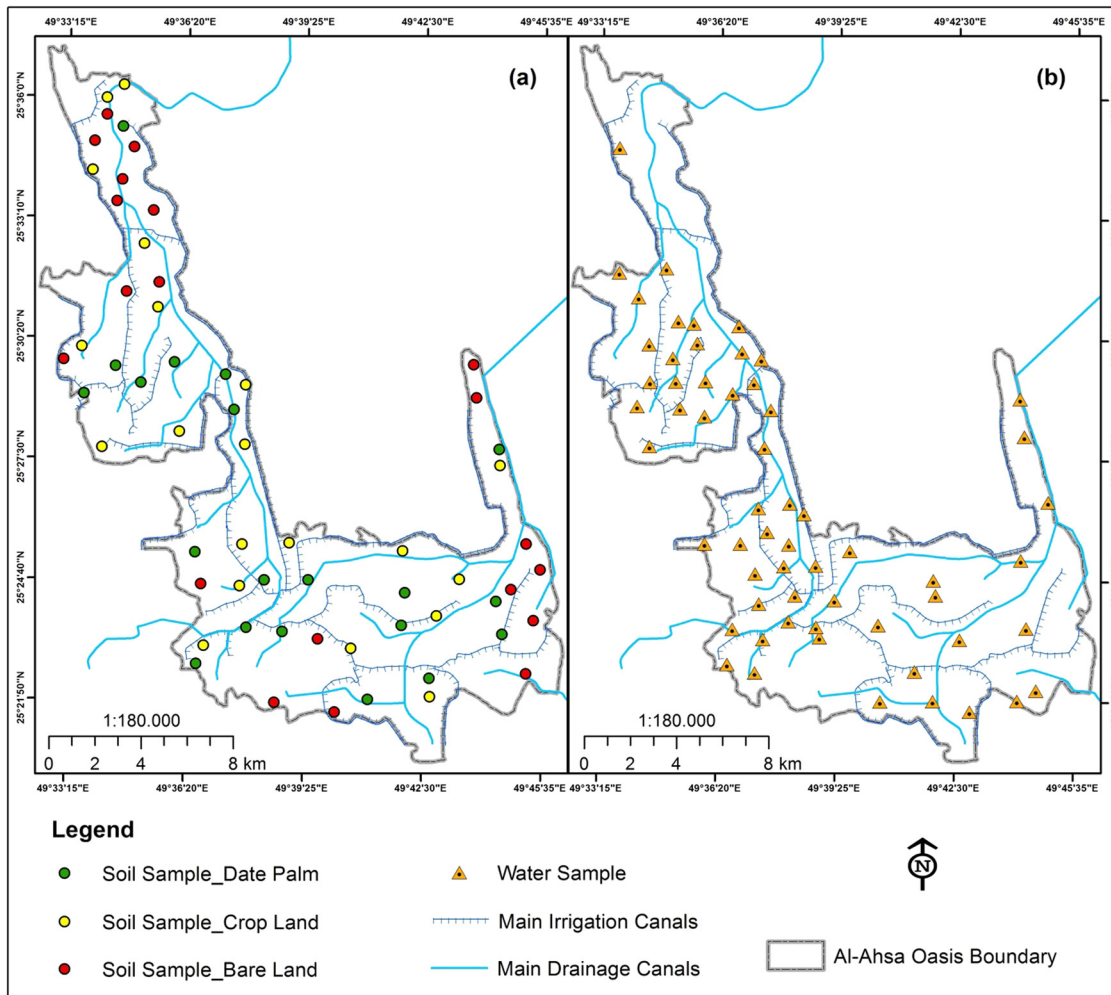 49°33'15"E 49°36'20"E 49°39'25"E 49°42'30"E 49°45'35"E 49°33'15"E 49°36'20"E 49°39'25"E 49°42'30"E 49°45'35"E
(a) (b)
25°36'0"N
25°33'10"N
25°30'20"N
25°27'30"N
25°24'40"N
25°21'50"N
1:180.000 1:180.000
0 2 4 8 km 0 2 4 8 km
49°33'15"E 49°36'20"E 49°39'25"E 49°42'30"E 49°45'35"E 49°33'15"E 49°36'20"E 49°39'25"E 49°42'30"E 49°45'35"E
Legend
N
Soil Sample_Date Palm Water Sample
Soil Sample_Crop Land Main Irrigation Canals
Soil Sample_Bare Land Main Drainage Canals Al-Ahsa Oasis Boundary